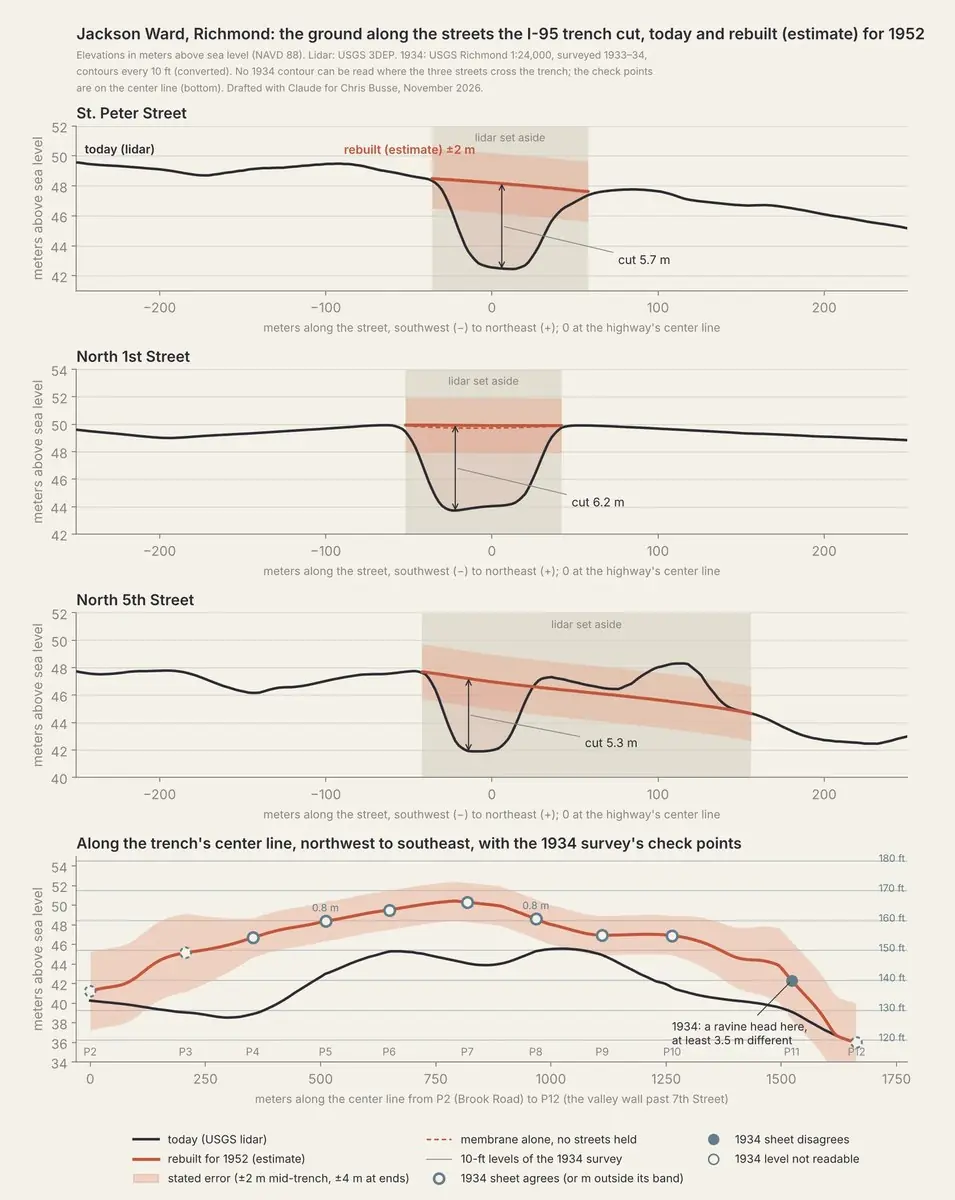 Jackson Ward, Richmond: the ground along the streets the I-95 trench cut, today and rebuilt (estimate) for 1952
Elevations in meters above sea level (NAVD 88). Lidar: USGS 3DEP. 1934: USGS Richmond 1:24,000, surveyed 1933–34,
contours every 10 ft (converted). No 1934 contour can be read where the three streets cross the trench; the check points
are on the center line (bottom). Drafted with Claude for Chris Busse, November 2026.
St. Peter Street
meters above sea level
52
50
48
46
44
42
today (lidar)
rebuilt (estimate) ±2 m
lidar set aside
cut 5.7 m
−200
−100
0
100
200
meters along the street, southwest (−) to northeast (+); 0 at the highway's center line
North 1st Street
meters above sea level
54
52
50
48
46
44
42
lidar set aside
cut 6.2 m
−200
−100
0
100
200
meters along the street, southwest (−) to northeast (+); 0 at the highway's center line
North 5th Street
meters above sea level
52
50
48
46
44
42
40
lidar set aside
cut 5.3 m
−200
−100
0
100
200
meters along the street, southwest (−) to northeast (+); 0 at the highway's center line
Along the trench's center line, northwest to southeast, with the 1934 survey's check points
meters above sea level
54
52
50
48
46
44
42
40
38
36
34
180 ft
170 ft
160 ft
150 ft
140 ft
130 ft
120 ft
0.8 m
0.8 m
1934: a ravine head here,
at least 3.5 m different
P2
P3
P4
P5
P6
P7
P8
P9
P10
P11
P12
0
250
500
750
1000
1250
1500
1750
meters along the center line from P2 (Brook Road) to P12 (the valley wall past 7th Street)
today (USGS lidar)
rebuilt for 1952 (estimate)
stated error (±2 m mid-trench, ±4 m at ends)
membrane alone, no streets held
10-ft levels of the 1934 survey
1934 sheet agrees (or m outside its band)
1934 sheet disagrees
1934 level not readable